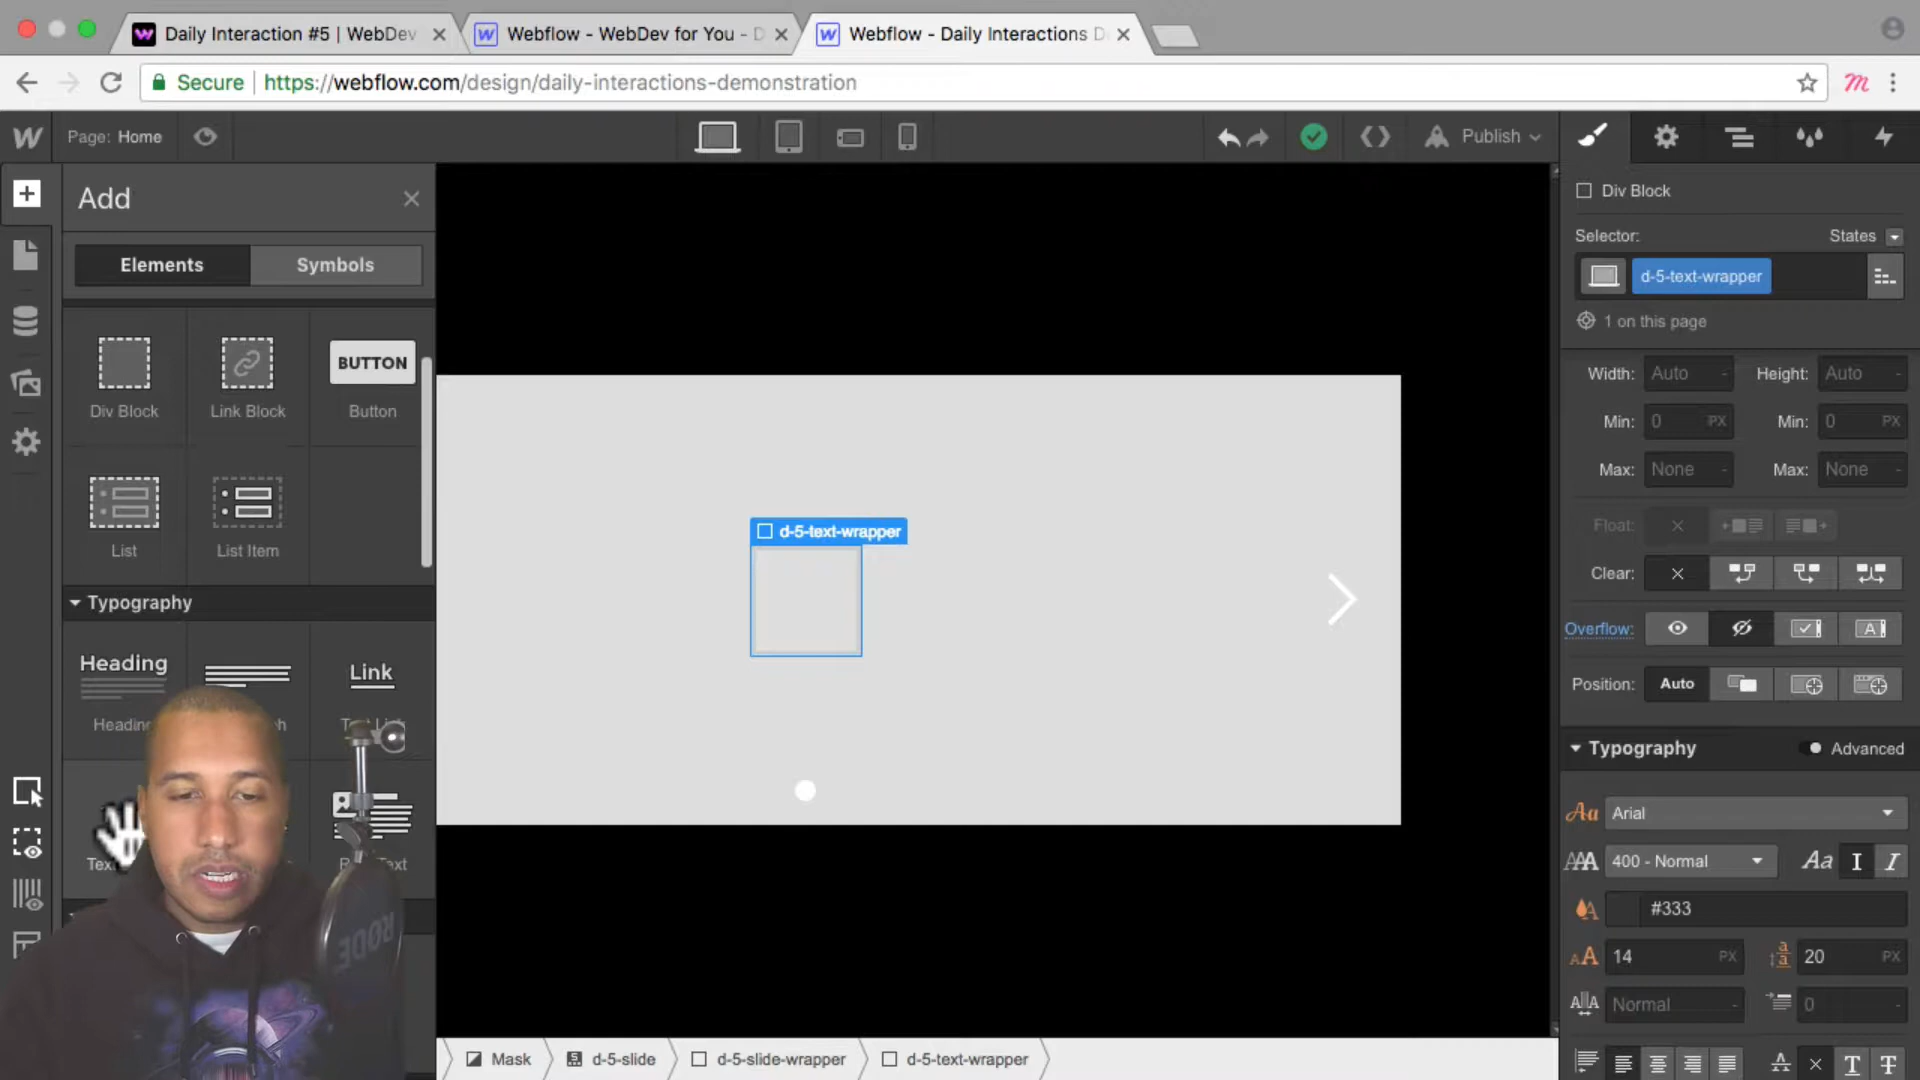 Daily Interaction #5 | WebDev
Webflow - WebDev for You - D
Webflow - Daily Interactions D
Secure
https://webflow.com/design/daily-interactions-demonstration
Page: Home
Publish
Add
Elements
Symbols
BUTTON
Div Block
Link Block
Button
List
List Item
Typography
Heading
Link
Heading
Text
d-5-text-wrapper
RODE
Mask
d-5-slide
d-5-slide-wrapper
d-5-text-wrapper
Div Block
Selector:
States
d-5-text-wrapper
1 on this page
Width: Auto -
Height: Auto -
Min: 0 PX
Min: 0 PX
Max: None -
Max: None -
Float:
Clear:
Overflow:
Position: Auto
Typography
Advanced
Arial
400 - Normal
#333
14 PX
20 PX
Normal -
0 -